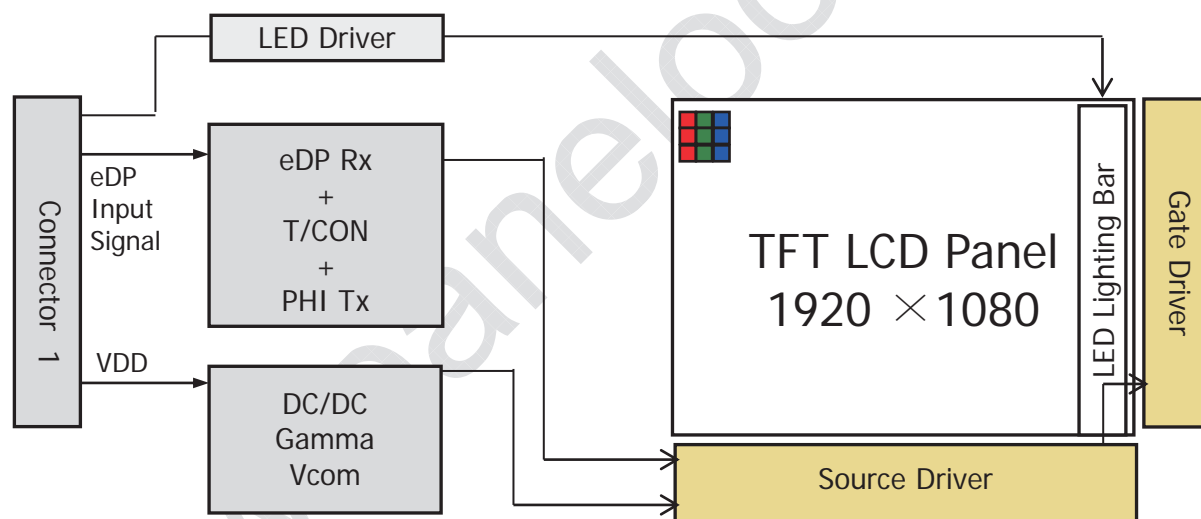 LED Driver
Connector 1
eDP
Input
Signal
eDP Rx
+
T/CON
+
PHI Tx
VDD
DC/DC
Gamma
Vcom
TFT LCD Panel
1920 ×1080
LED Lighting Bar
Gate Driver
Source Driver